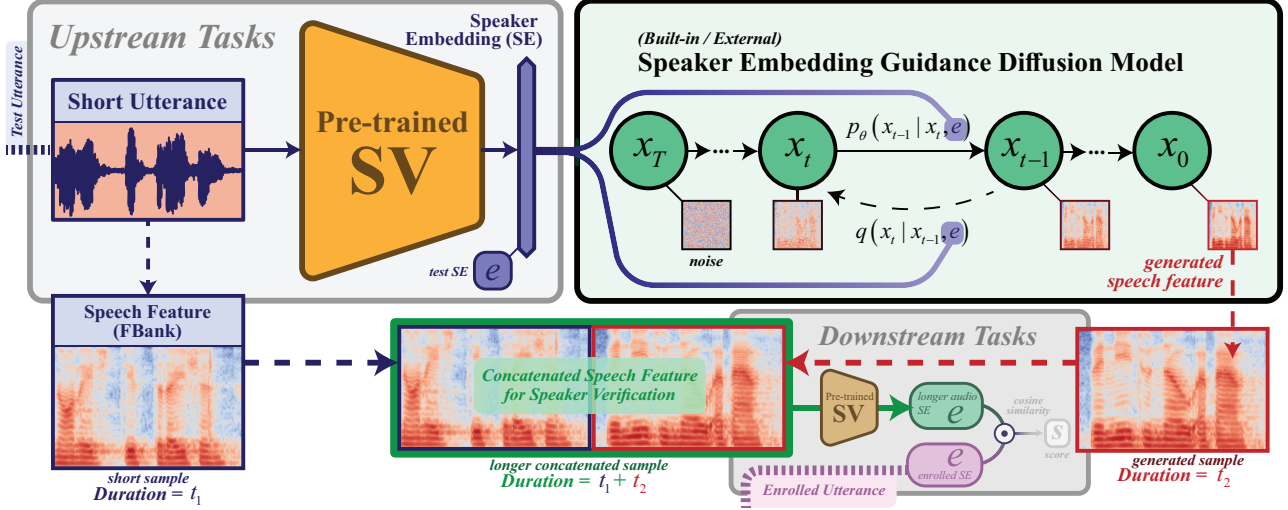 Upstream Tasks
Test Utterance
Short Utterance
Pre-trained
SV
Speaker
Embedding (SE)
test SE
e
(Built-in / External)
Speaker Embedding Guidance Diffusion Model
x_T
···
x_t
p_θ(x_{t−1} | x_t, e)
x_{t−1}
···
x_0
q(x_t | x_{t−1}, e)
noise
generated
speech feature
Speech Feature
(FBank)
short sample
Duration = t_1
Concatenated Speech Feature
for Speaker Verification
longer concatenated sample
Duration = t_1 + t_2
Downstream Tasks
Pre-trained
SV
longer audio
SE
e
e
enrolled SE
Enrolled Utterance
cosine
similarity
S
score
generated sample
Duration = t_2